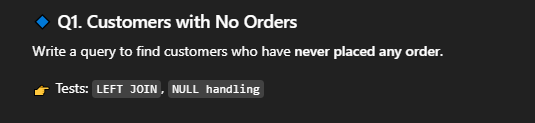 🔷 Q1. Customers with No Orders
Write a query to find customers who have never placed any order.
👉 Tests: LEFT JOIN, NULL handling